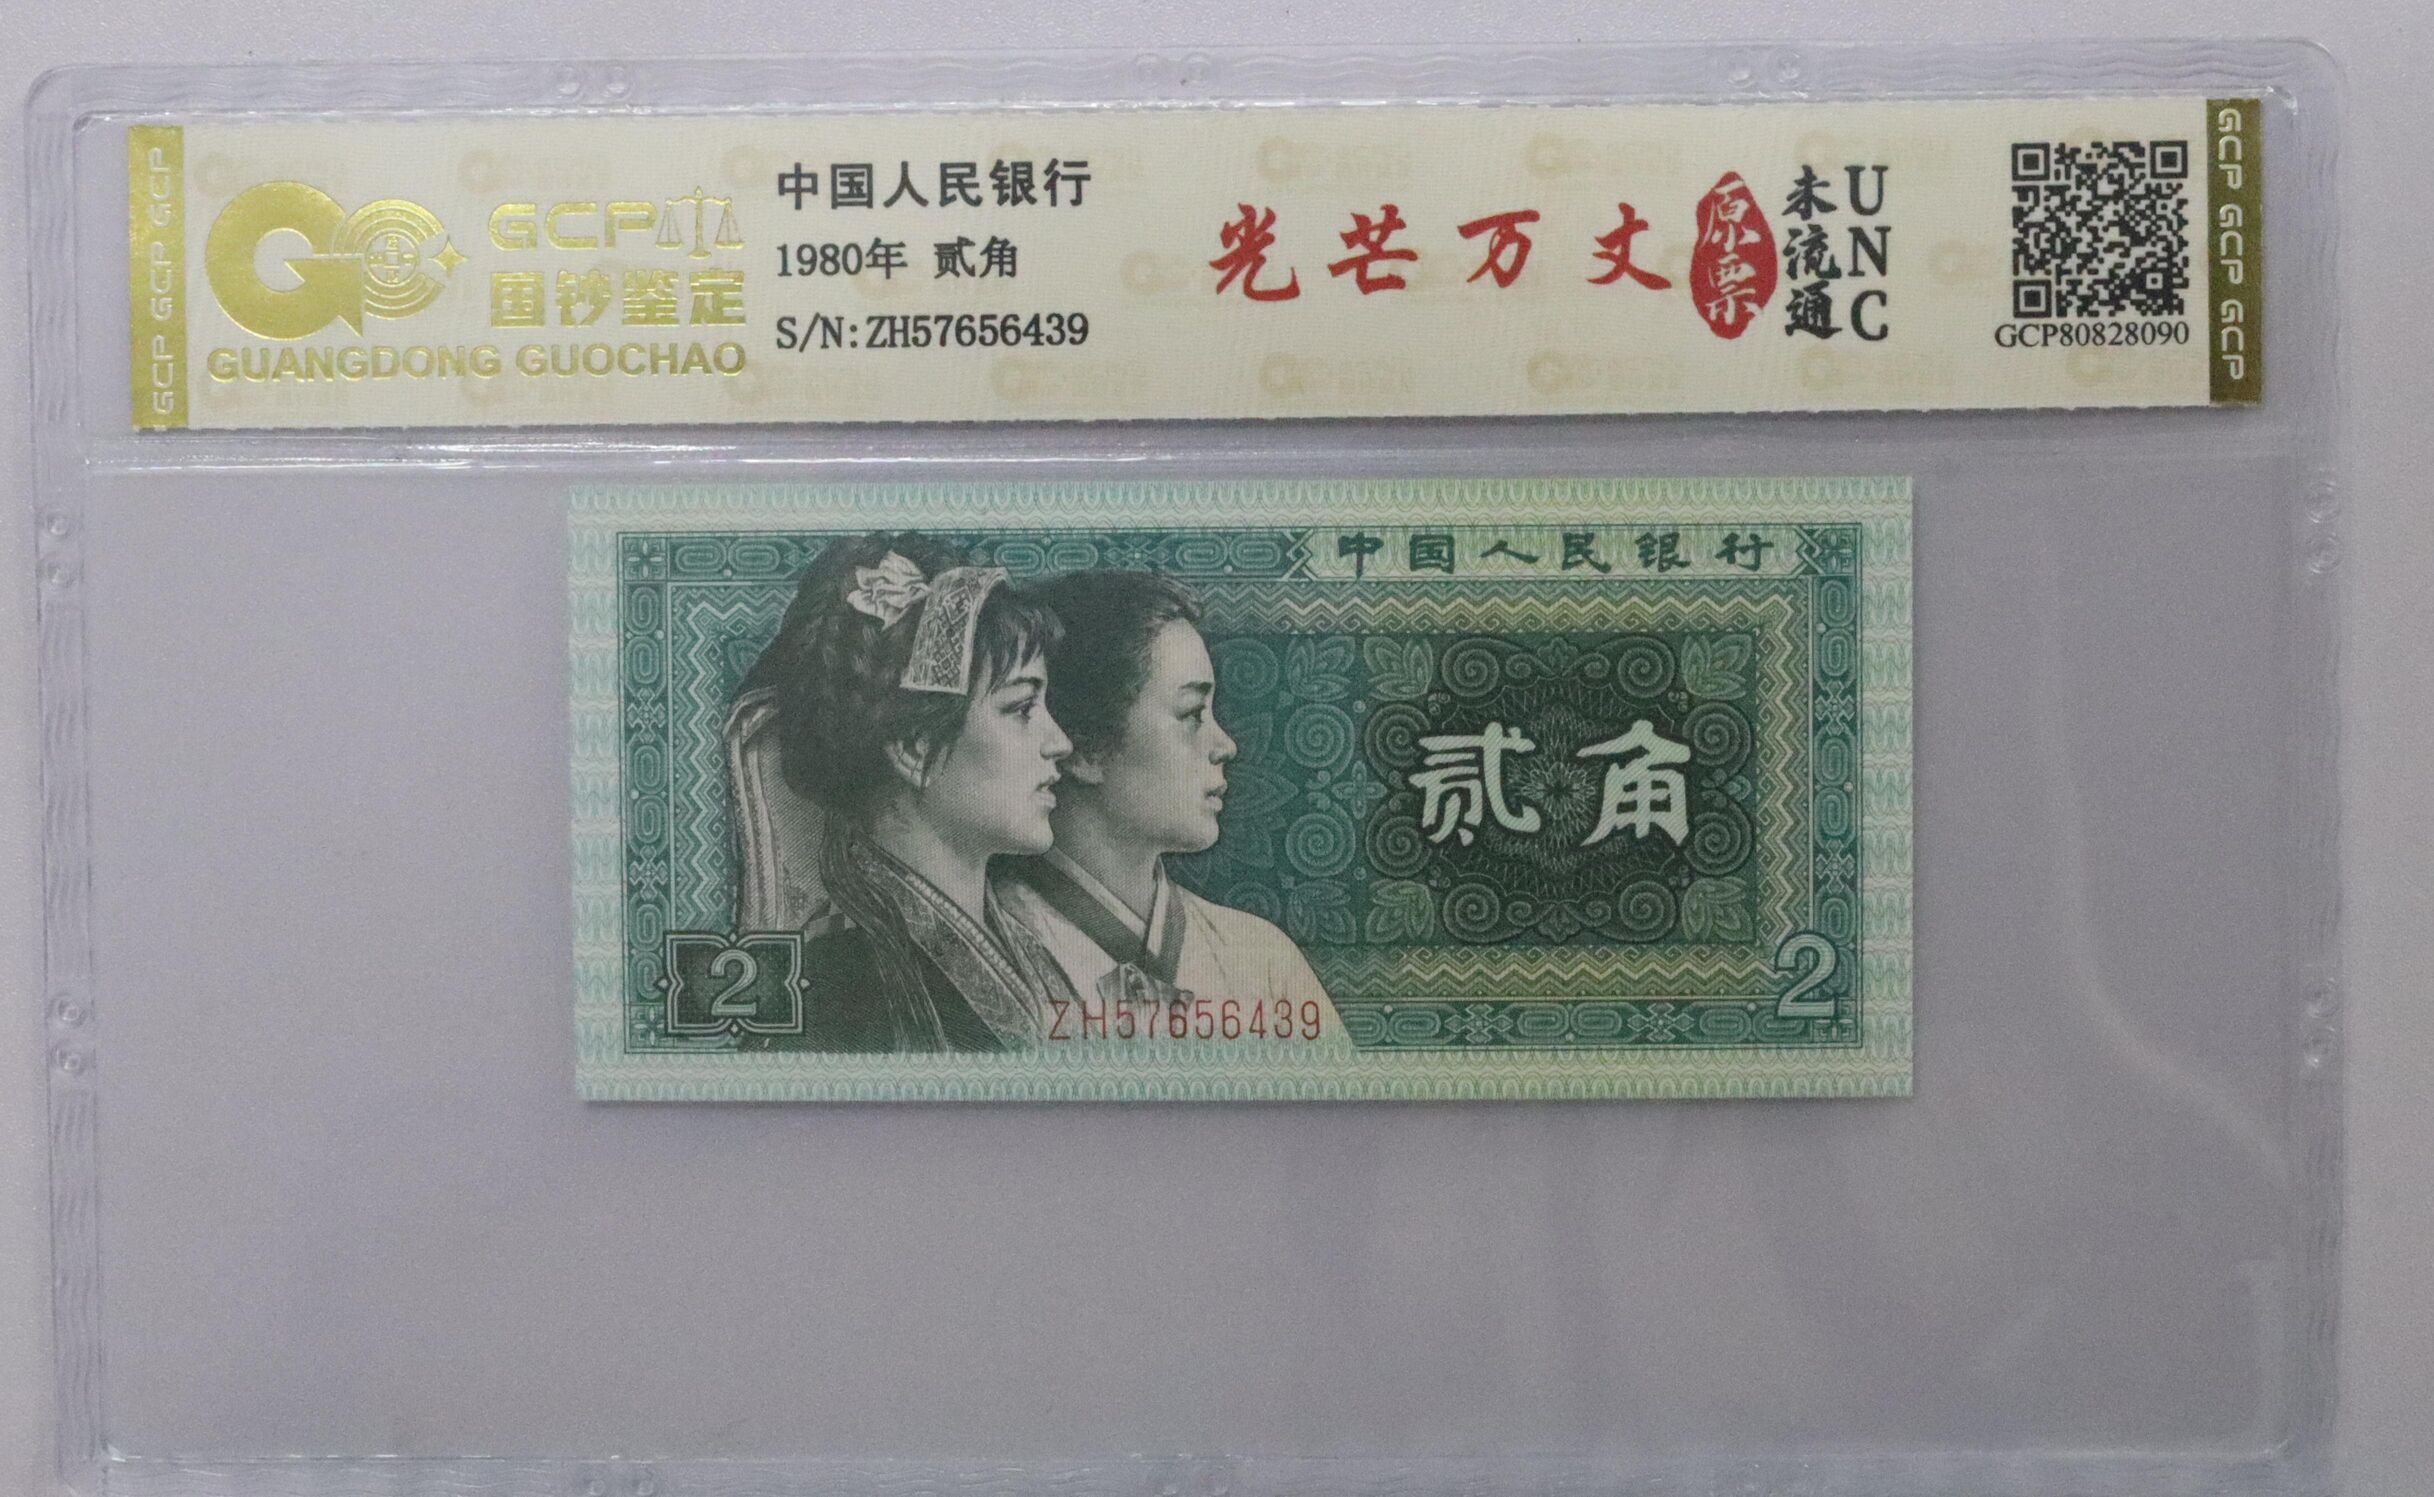 GCP GCP GCP
GCP
国钞鉴定
GUANGDONG GUOCHAO
中国人民银行
1980年 贰角
S/N:ZH57656439
光芒万丈
原票
未流通
UNC
GCP80828090
GCP GCP GCP
中国人民银行
贰角
2
2
ZH57656439